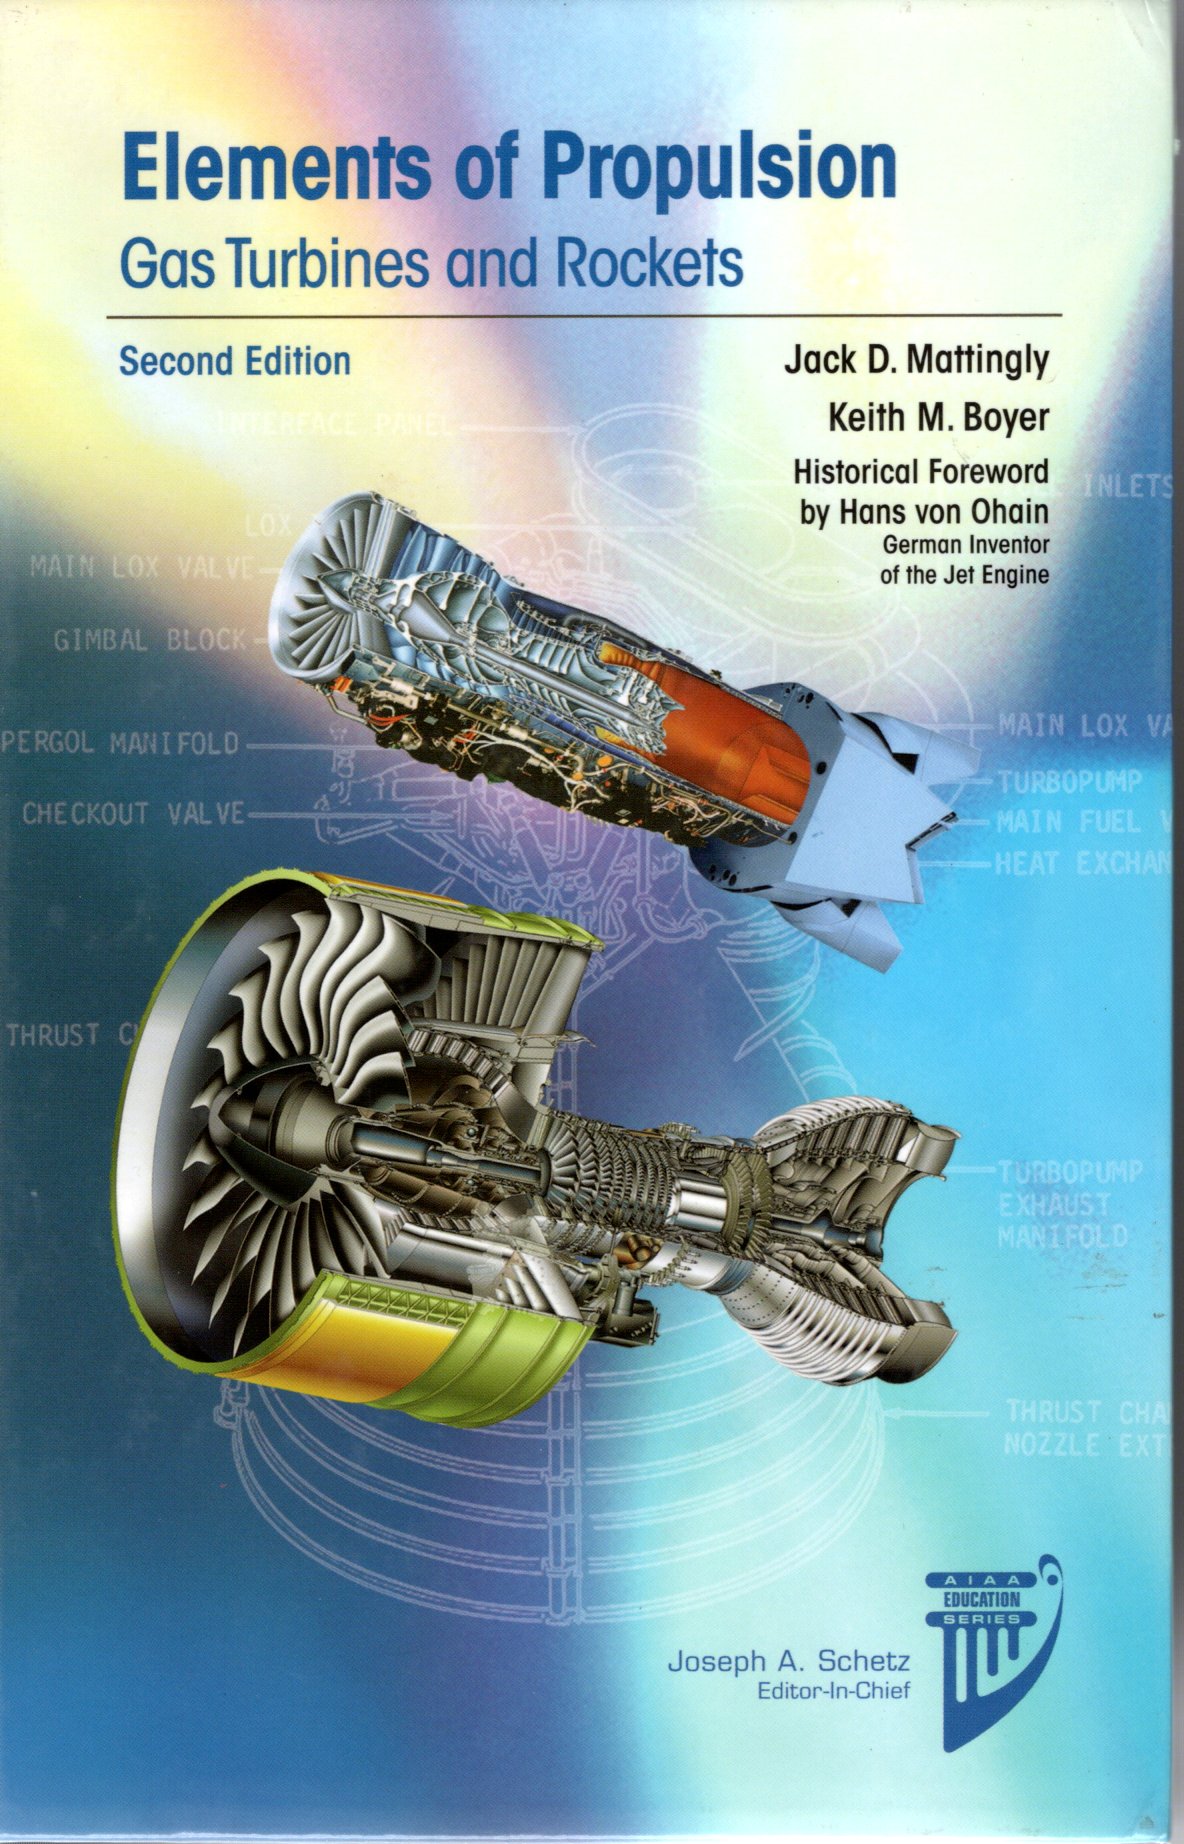 Elements of Propulsion
Gas Turbines and Rockets
Second Edition
Jack D. Mattingly
Keith M. Boyer
Historical Foreword
by Hans von Ohain
German Inventor
of the Jet Engine
INTERFACE PANEL
INLETS
LOX
MAIN LOX VALVE
GIMBAL BLOCK
PERGOL MANIFOLD
CHECKOUT VALVE
MAIN LOX VA
TURBOPUMP
MAIN FUEL V
HEAT EXCHAN
THRUST C
TURBOPUMP
EXHAUST
MANIFOLD
THRUST CHA
NOZZLE EXT
AIAA
EDUCATION
SERIES
Joseph A. Schetz
Editor-In-Chief